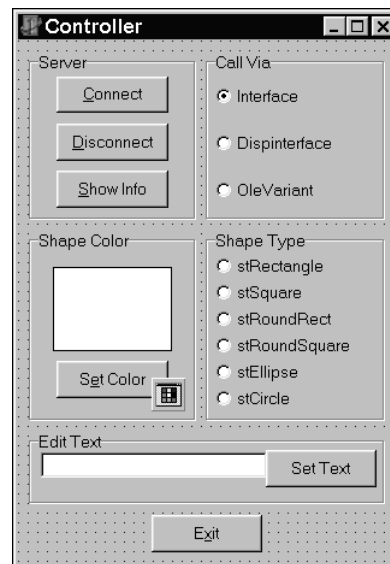 Controller
Server
Connect
Disconnect
Show Info
Call Via
Interface
Dispinterface
OleVariant
Shape Color
Set Color
Shape Type
stRectangle
stSquare
stRoundRect
stRoundSquare
stEllipse
stCircle
Edit Text
Set Text
Exit